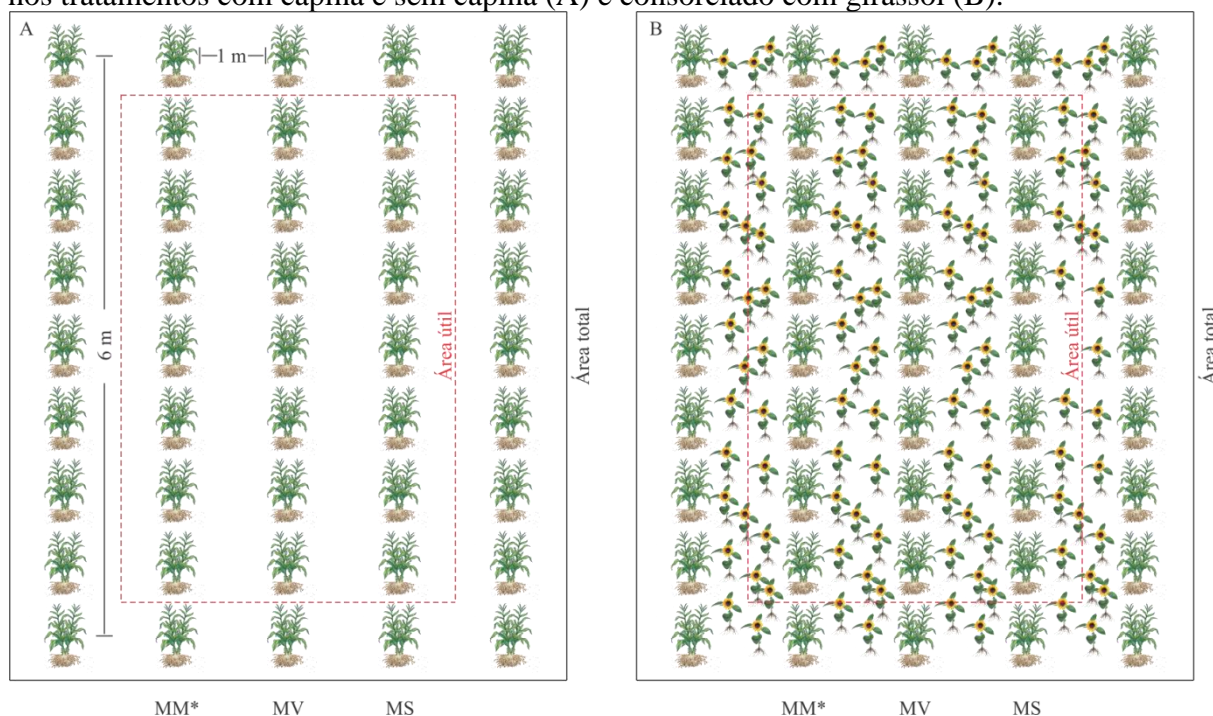 nos tratamentos com capina e sem capina (A) e consorciado com girassol (B).
A
1 m
6 m
Área útil
Área total
MM* MV MS
B
Área útil
Área total
MM* MV MS